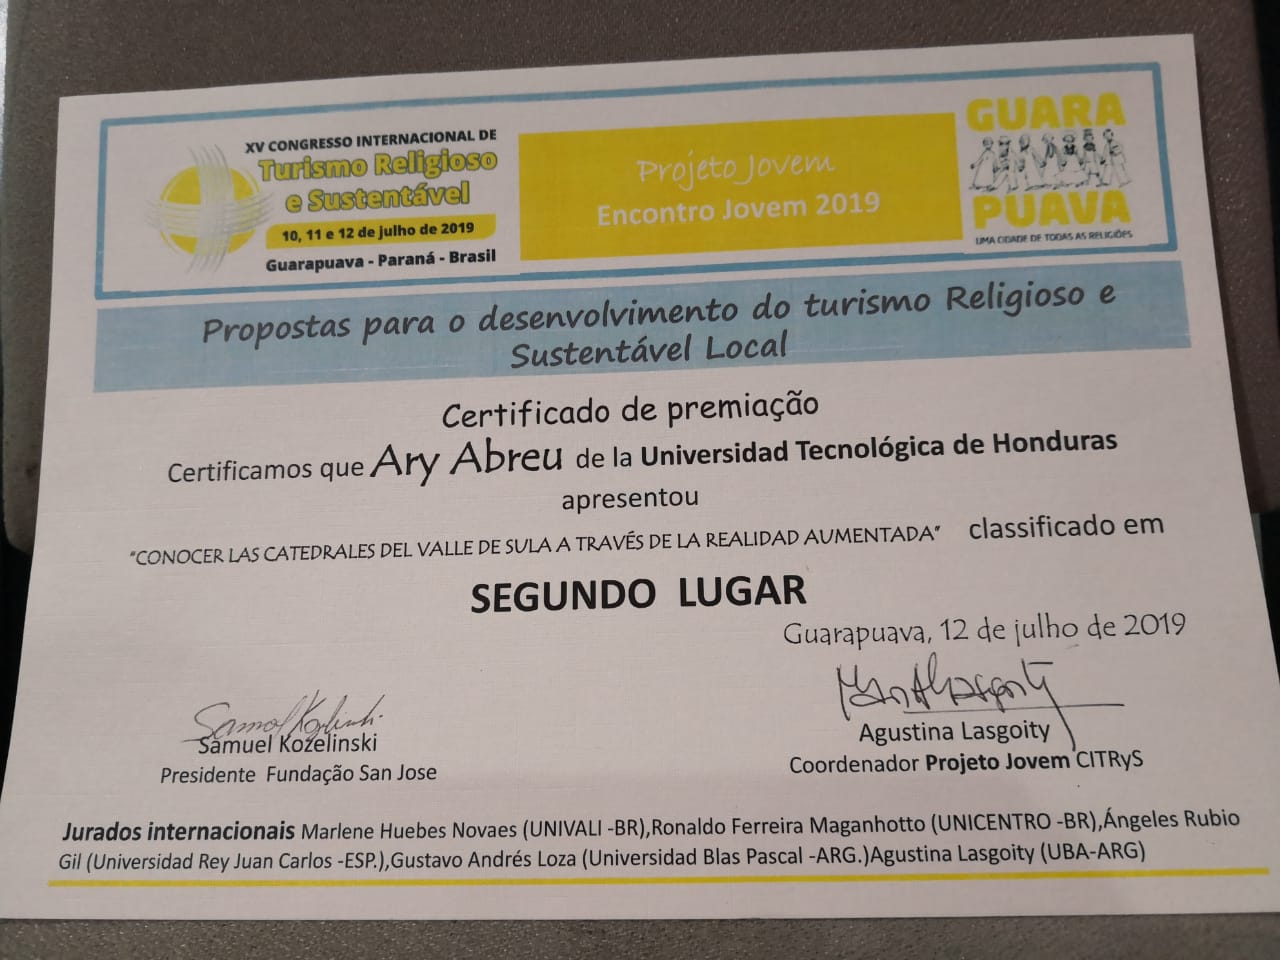 XV CONGRESSO INTERNACIONAL DE
Turismo Religioso
e Sustentável
10, 11 e 12 de julho de 2019
Guarapuava - Paraná - Brasil
Projeto Jovem
Encontro Jovem 2019
GUARA
PUAVA
UMA CIDADE DE TODAS AS RELIGIÕES
Propostas para o desenvolvimento do turismo Religioso e
Sustentável Local
Certificado de premiação
Certificamos que Ary Abreu de la Universidad Tecnológica de Honduras
apresentou
"CONOCER LAS CATEDRALES DEL VALLE DE SULA A TRAVÉS DE LA REALIDAD AUMENTADA" classificado em
SEGUNDO LUGAR
Guarapuava, 12 de julho de 2019
Samuel Kozelinski
Samuel Kozelinski
Presidente Fundação San Jose
Agustina Lasgoity
Coordenador Projeto Jovem CITRyS
Jurados internacionais Marlene Huebes Novaes (UNIVALI -BR),Ronaldo Ferreira Maganhotto (UNICENTRO -BR),Ángeles Rubio
Gil (Universidad Rey Juan Carlos -ESP.),Gustavo Andrés Loza (Universidad Blas Pascal -ARG.)Agustina Lasgoity (UBA-ARG)